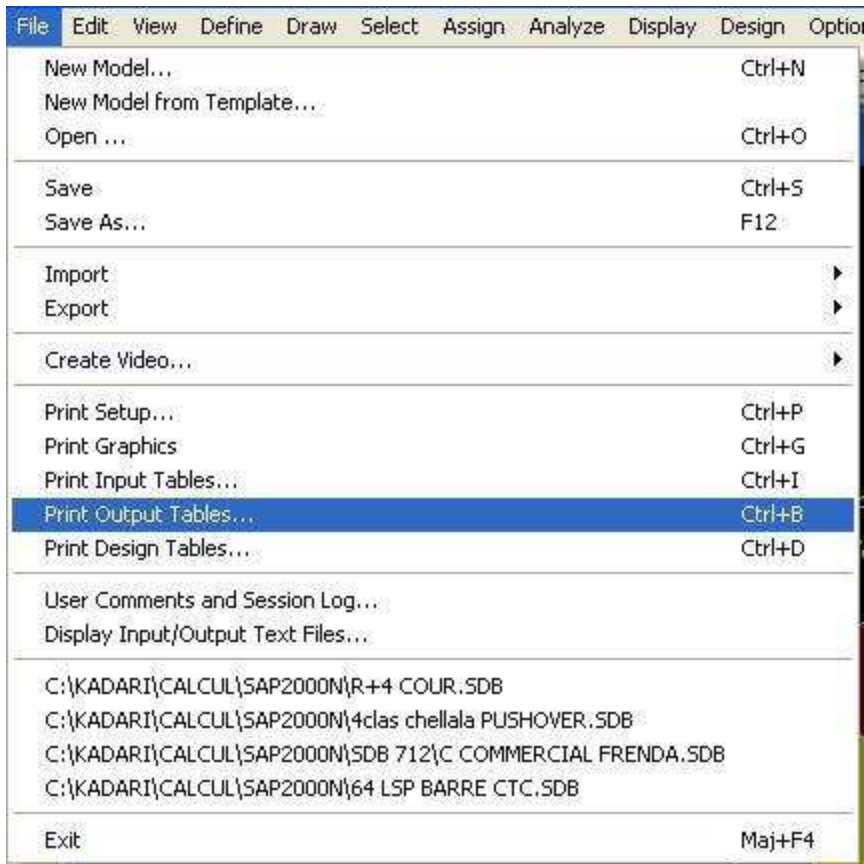 File Edit View Define Draw Select Assign Analyze Display Design Optio
New Model... Ctrl+N
New Model from Template...
Open ... Ctrl+O
Save Ctrl+S
Save As... F12
Import
Export
Create Video...
Print Setup... Ctrl+P
Print Graphics Ctrl+G
Print Input Tables... Ctrl+I
Print Output Tables... Ctrl+B
Print Design Tables... Ctrl+D
User Comments and Session Log...
Display Input/Output Text Files...
C:\KADARI\CALCUL\SAP2000N\R+4 COUR.SDB
C:\KADARI\CALCUL\SAP2000N\4clas chellala PUSHOVER.SDB
C:\KADARI\CALCUL\SAP2000N\SDB 712\C COMMERCIAL FRENDA.SDB
C:\KADARI\CALCUL\SAP2000N\64 LSP BARRE CTC.SDB
Exit Maj+F4